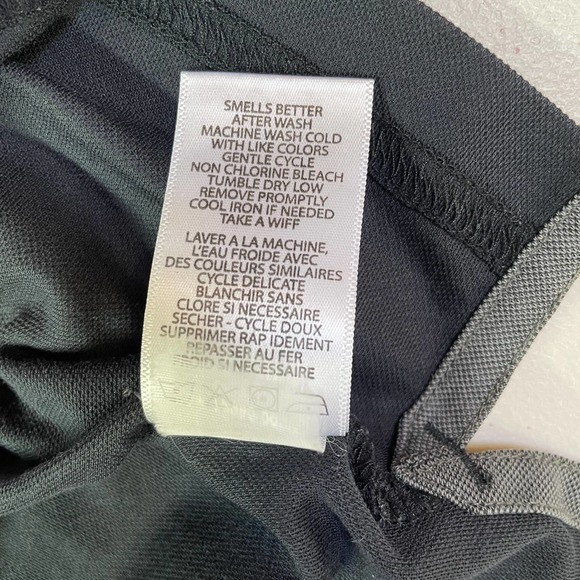 SMELLS BETTER
AFTER WASH
MACHINE WASH COLD
WITH LIKE COLORS
GENTLE CYCLE
NON CHLORINE BLEACH
TUMBLE DRY LOW
REMOVE PROMPTLY
COOL IRON IF NEEDED
TAKE A WIFF
LAVER A LA MACHINE,
L'EAU FROIDE AVEC
DES COULEURS SIMILAIRES
CYCLE DELICATE
BLANCHIR SANS
CLORE SI NECESSAIRE
SECHER - CYCLE DOUX
SUPPRIMER RAP IDEMENT
REPASSER AU FER
FROID SI NECESSAIRE